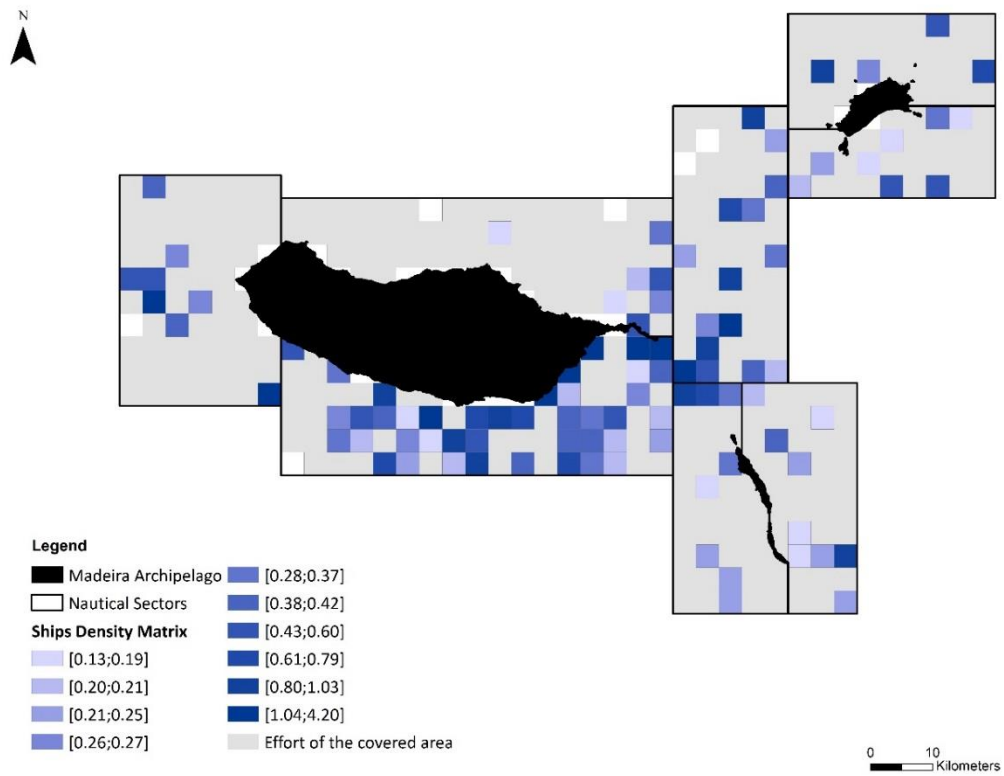 N
Legend
Madeira Archipelago
Nautical Sectors
Ships Density Matrix
[0.13;0.19]
[0.20;0.21]
[0.21;0.25]
[0.26;0.27]
[0.28;0.37]
[0.38;0.42]
[0.43;0.60]
[0.61;0.79]
[0.80;1.03]
[1.04;4.20]
Effort of the covered area
0 10
Kilometers